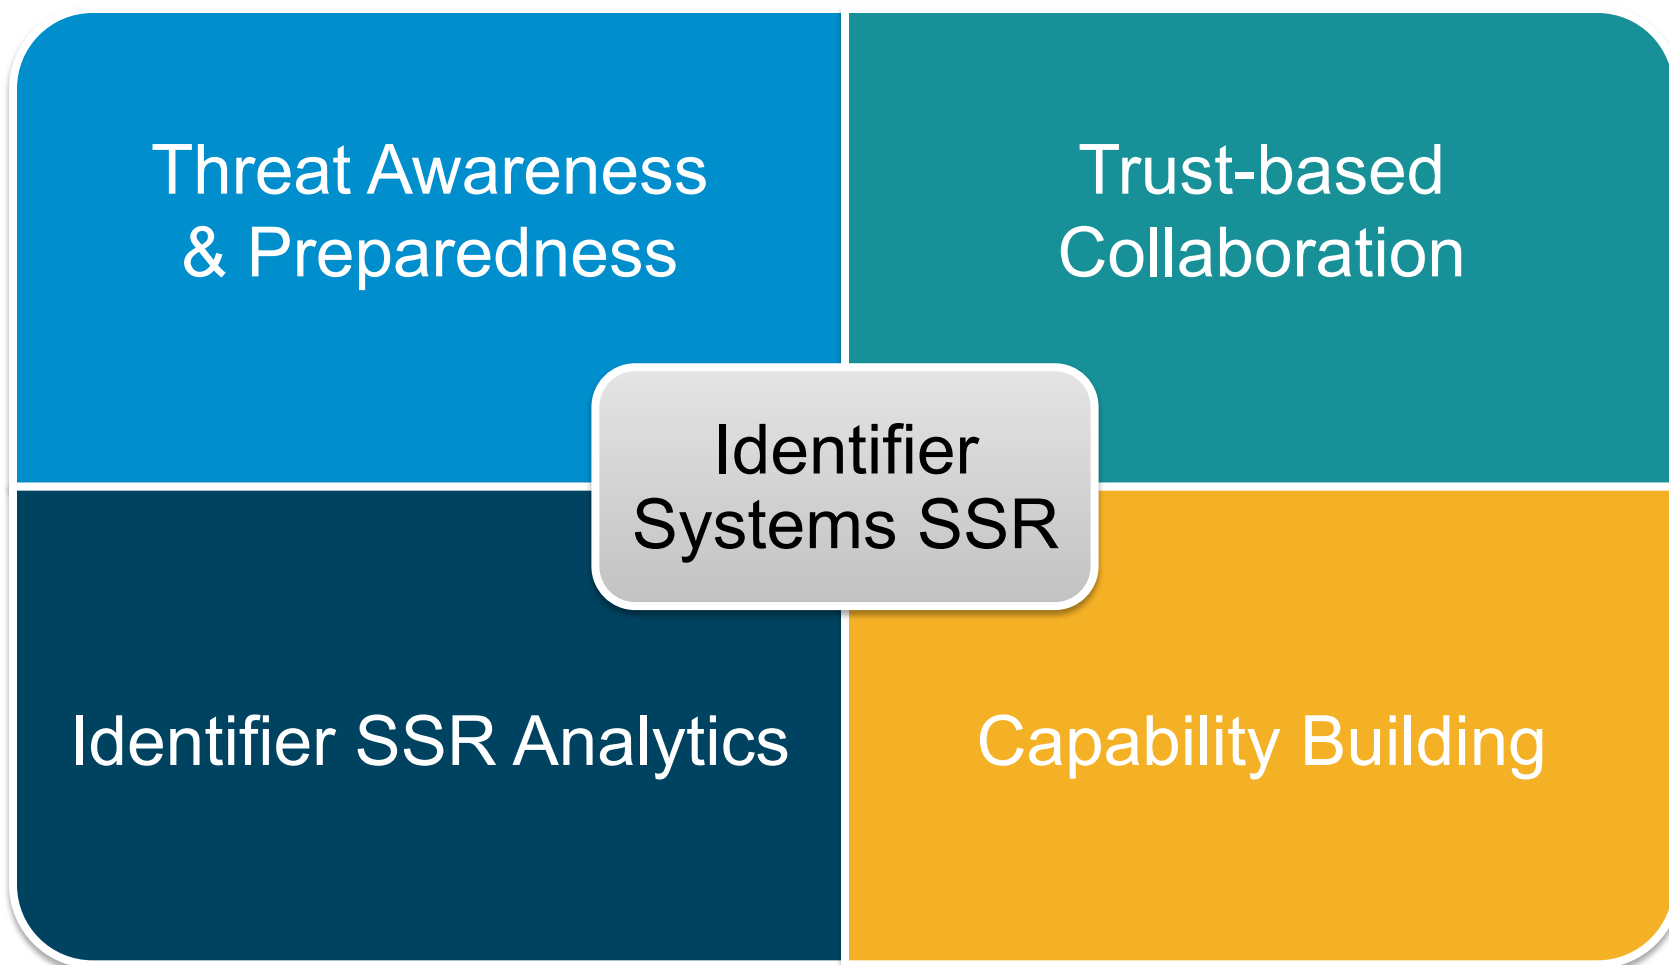 Threat Awareness
& Preparedness
Trust-based
Collaboration
Identifier
Systems SSR
Identifier SSR Analytics
Capability Building